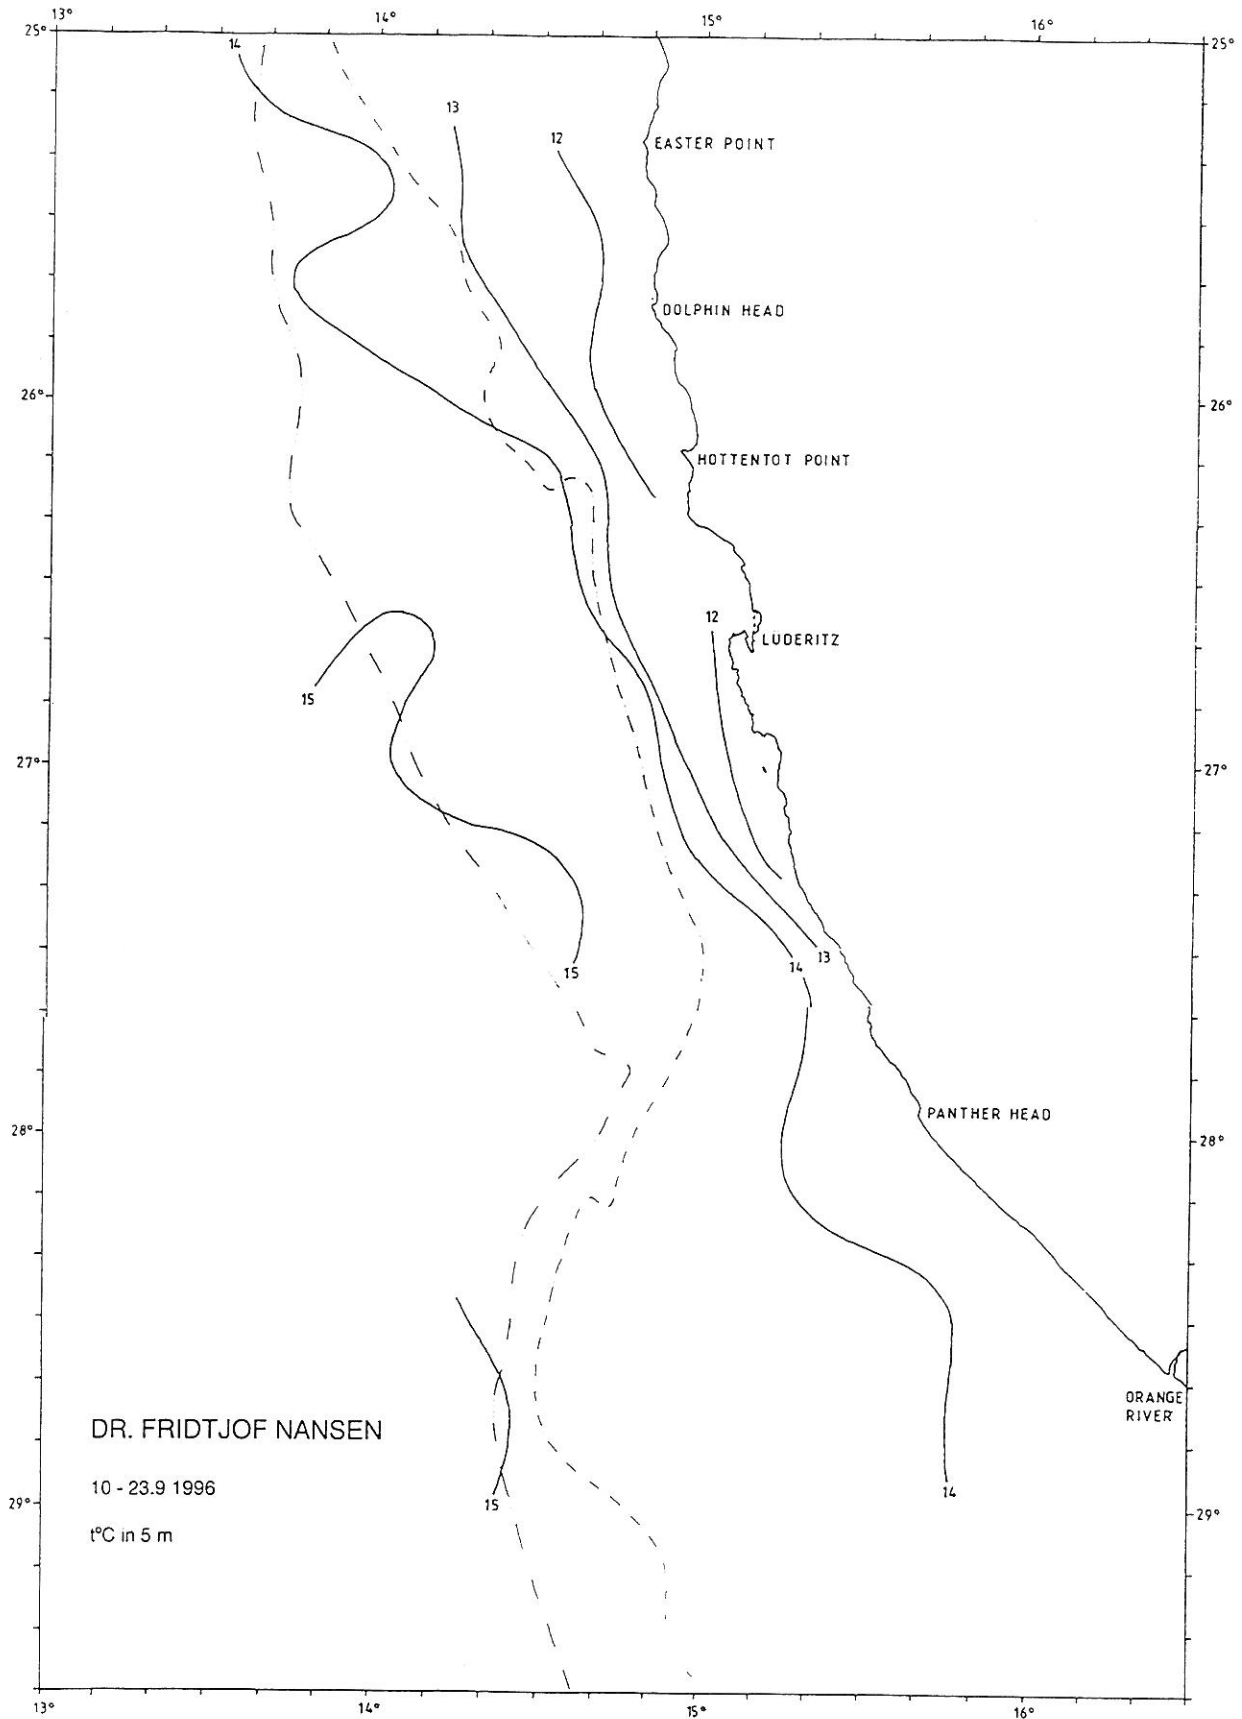 13° 14° 15° 16°
25° 25°
14
13
12
EASTER POINT
DOLPHIN HEAD
26° 26°
HOTTENTOT POINT
12
LÜDERITZ
15
27° 27°
13
14
15
PANTHER HEAD
28° 28°
ORANGE
RIVER
DR. FRIDTJOF NANSEN
10 - 23.9 1996
14
15
29° 29°
t°C in 5 m
13° 14° 15° 16°